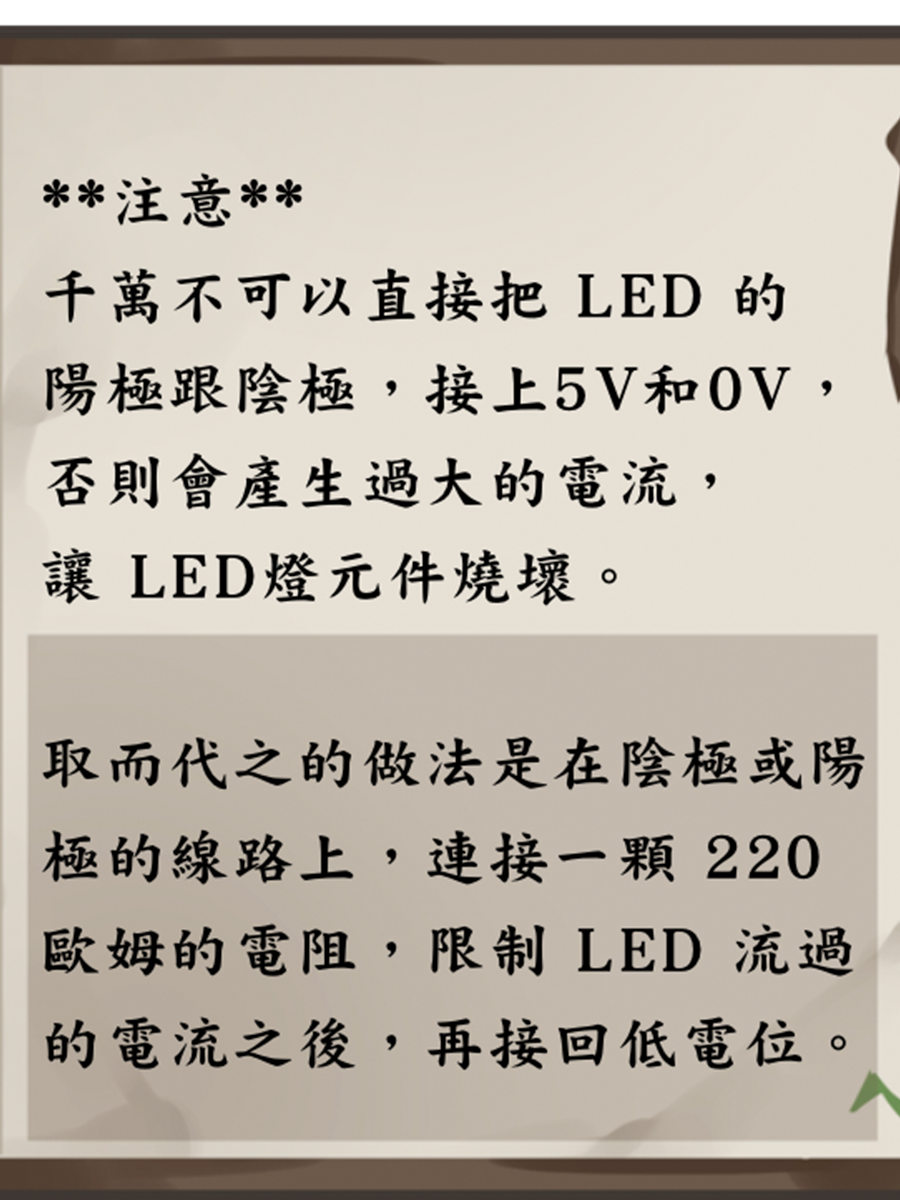 **注意**
千萬不可以直接把 LED 的
陽極跟陰極，接上5V和0V，
否則會產生過大的電流，
讓 LED燈元件燒壞。
取而代之的做法是在陰極或陽
極的線路上，連接一顆 220
歐姆的電阻，限制 LED 流過
的電流之後，再接回低電位。